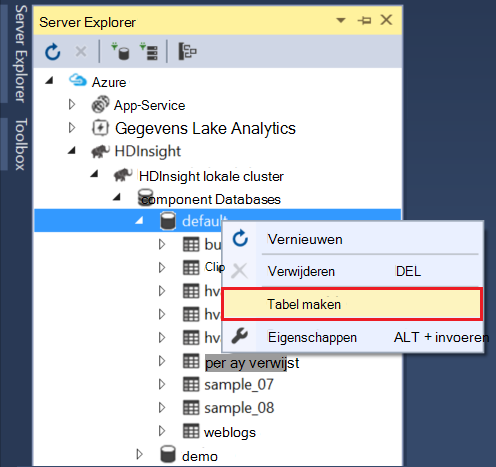 Server Explorer
Toolbox
Server Explorer
Azure
App-Service
Gegevens Lake Analytics
HDInsight
HDInsight lokale cluster
component Databases
default
bu
Clip
hv
hv
hv
per ay verwijst
sample_07
sample_08
weblogs
demo
Vernieuwen
Verwijderen DEL
Tabel maken
Eigenschappen ALT + invoeren